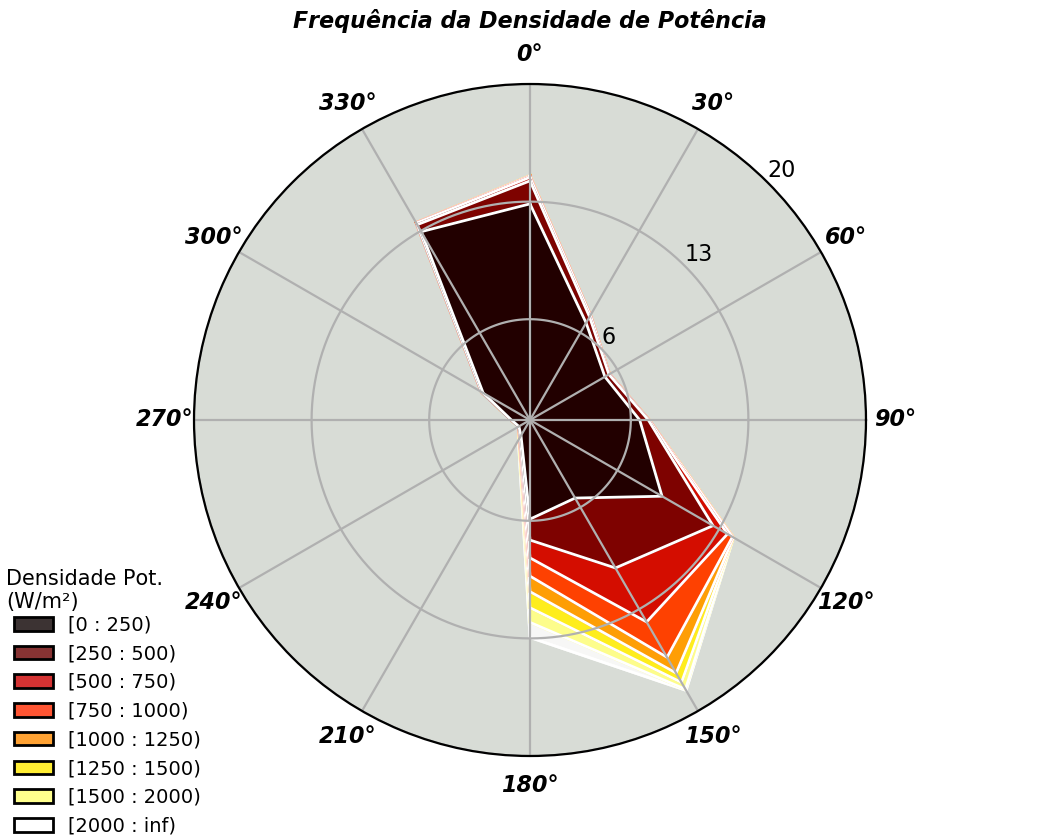 Frequência da Densidade de Potência
0°
330°
30°
20
300°
60°
13
6
270°
90°
240°
120°
210°
150°
180°
Densidade Pot.
(W/m²)
[0 : 250)
[250 : 500)
[500 : 750)
[750 : 1000)
[1000 : 1250)
[1250 : 1500)
[1500 : 2000)
[2000 : inf)